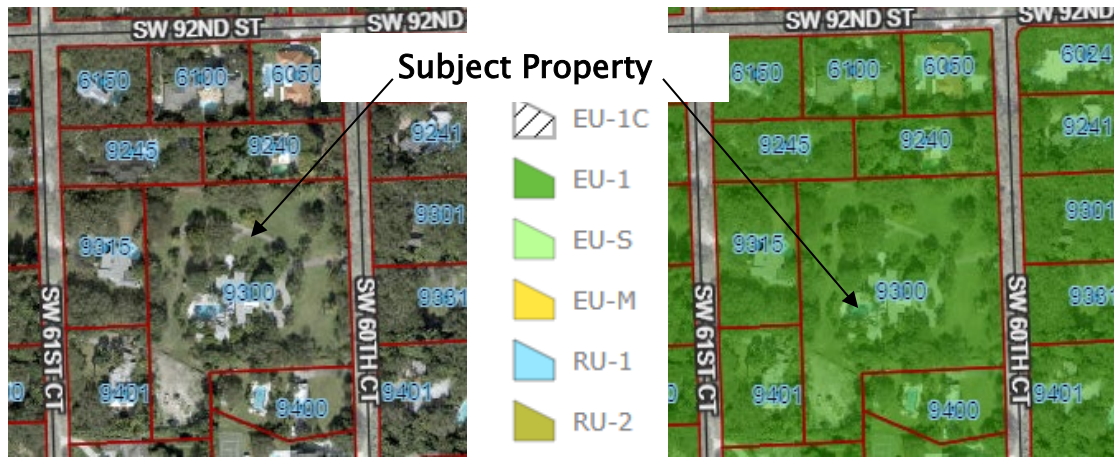 SW 92ND ST
SW 92ND
6150
6100
6050
Subject Property
9245
9240
9241
9315
9301
9300
9381
SW 61ST CT
SW 60TH CT
9401
9400
9401
EU-1C
EU-1
EU-S
EU-M
RU-1
RU-2
SW 92ND ST
SW 92ND
6150
6100
6050
6024
9245
9240
9241
9315
9301
9300
SW 61ST CT
SW 60TH CT
9401
9400
9401